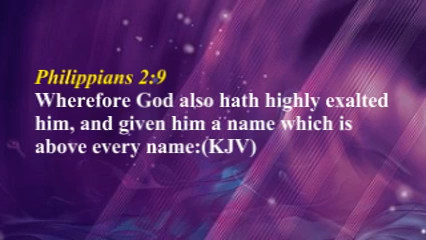 Philippians 2:9
Wherefore God also hath highly exalted
him, and given him a name which is
above every name:(KJV)